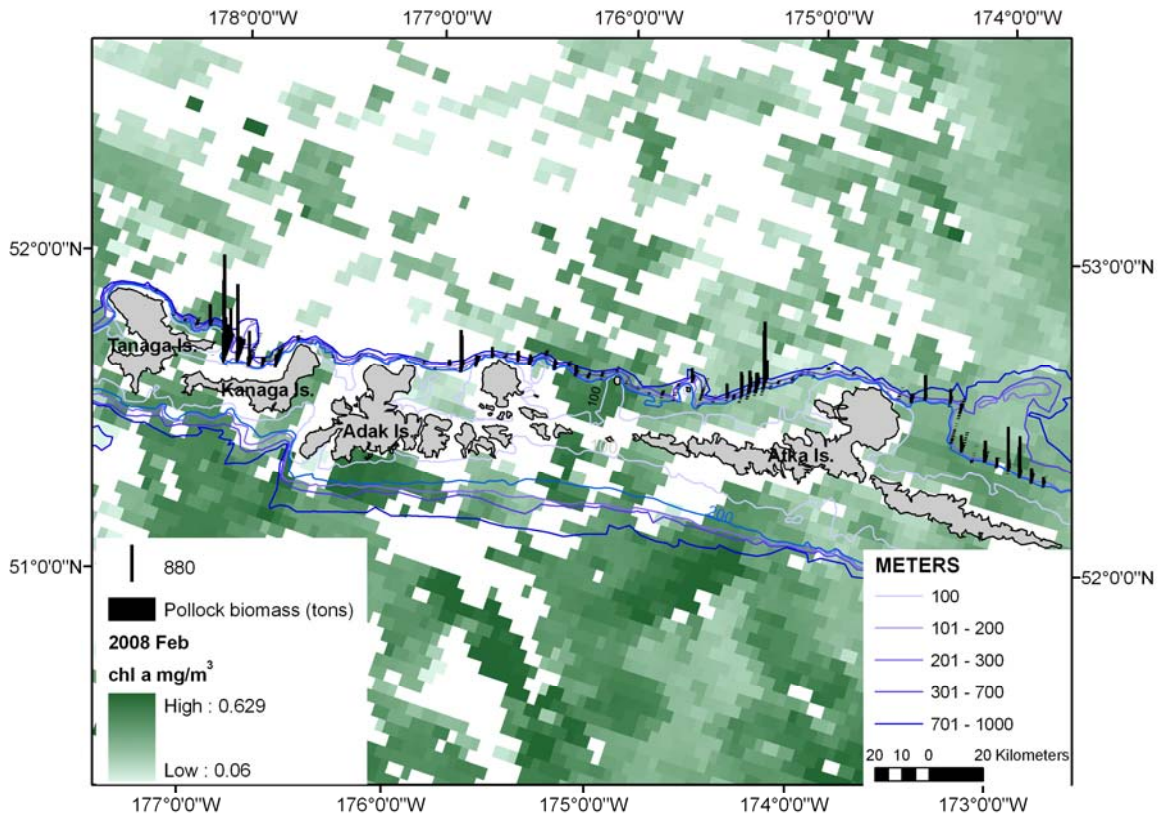 178°0'0"W 177°0'0"W 176°0'0"W 175°0'0"W 174°0'0"W
52°0'0"N
53°0'0"N
Tanaga Is.
Kanaga Is.
Adak Is.
100
Atka Is.
200
51°0'0"N
52°0'0"N
880
Pollock biomass (tons)
2008 Feb
chl a mg/m³
High : 0.629
Low : 0.06
METERS
100
101 - 200
201 - 300
301 - 700
701 - 1000
20 10 0 20 Kilometers
177°0'0"W 176°0'0"W 175°0'0"W 174°0'0"W 173°0'0"W